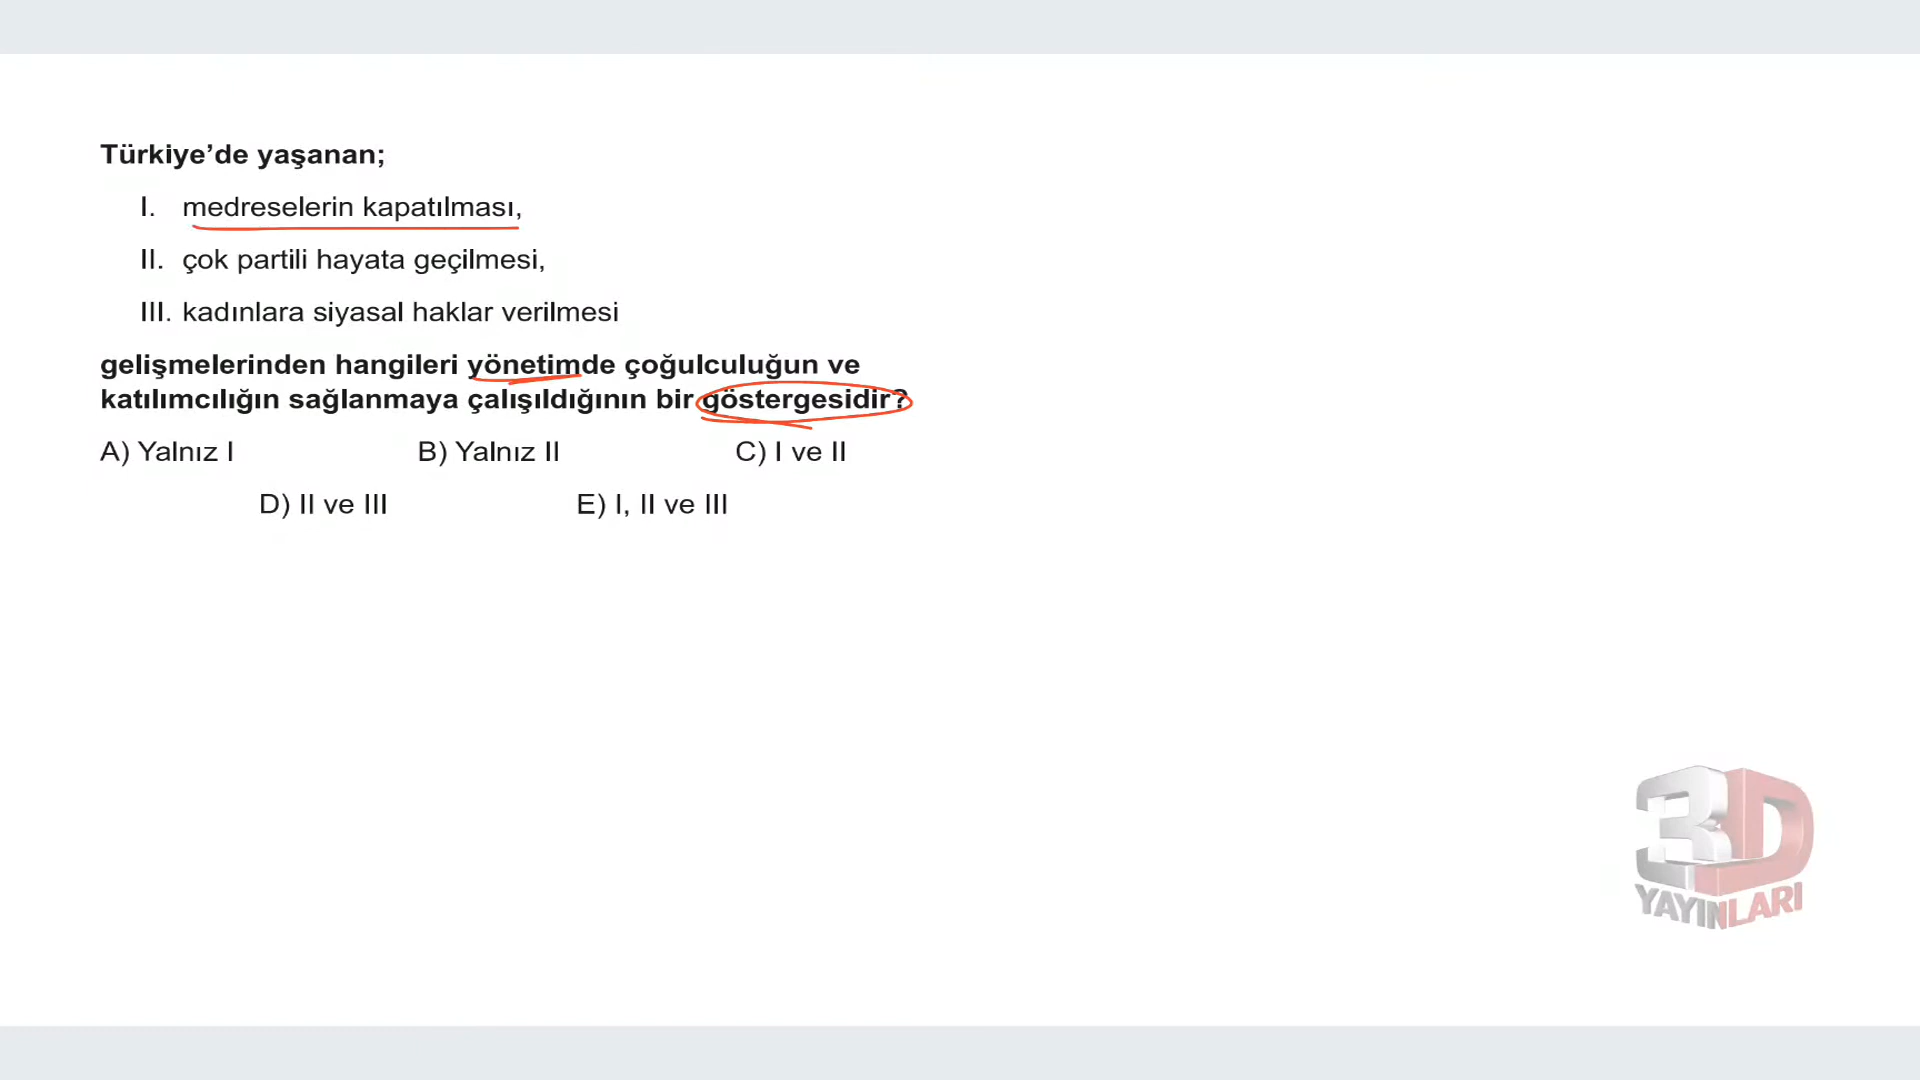 Türkiye’de yaşanan;
I. medreselerin kapatılması,
II. çok partili hayata geçilmesi,
III. kadınlara siyasal haklar verilmesi
gelişmelerinden hangileri yönetimde çoğulculuğun ve
katılımcılığın sağlanmaya çalışıldığının bir göstergesidir?
A) Yalnız I B) Yalnız II C) I ve II
D) II ve III E) I, II ve III
3D
YAYINLARI